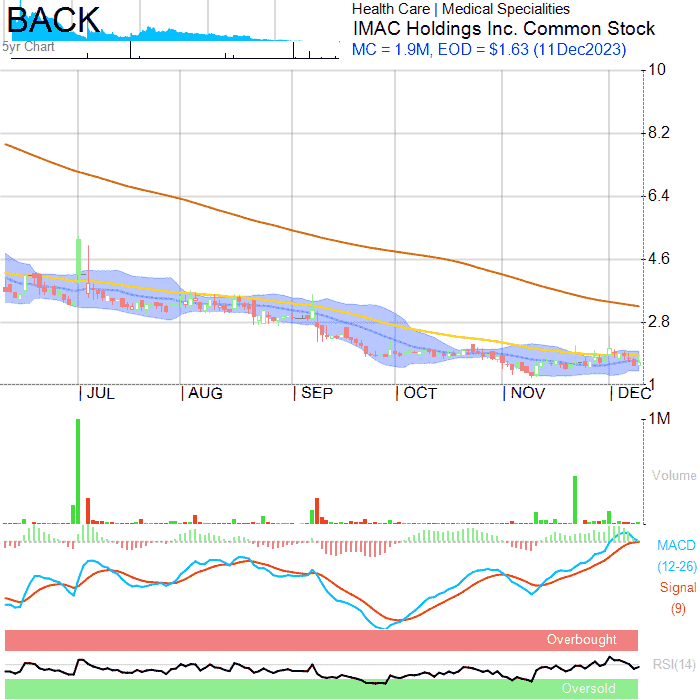 BACK
5yr Chart
Health Care | Medical Specialities
IMAC Holdings Inc. Common Stock
MC = 1.9M, EOD = $1.63 (11Dec2023)
10
8.2
6.4
4.6
2.8
1
| JUL
| AUG
| SEP
| OCT
| NOV
| DEC
1M
Volume
MACD
(12-26)
Signal
(9)
Overbought
RSI(14)
Oversold